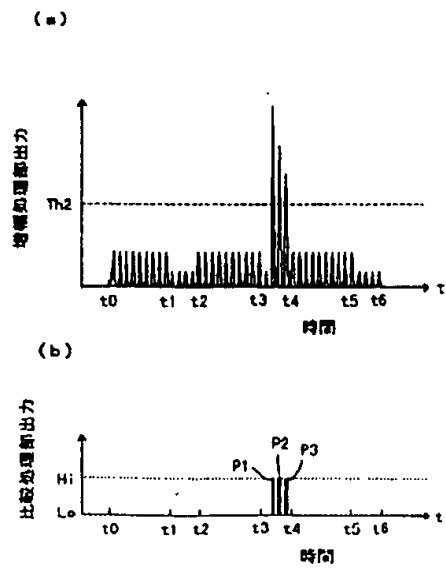 (a)
増幅処理部出力
Th2
t0 t1 t2 t3 t4 t5 t6 t
時間
(b)
比較処理部出力
P1 P2 P3
Hi
Lo
t0 t1 t2 t3 t4 t5 t6 t
時間